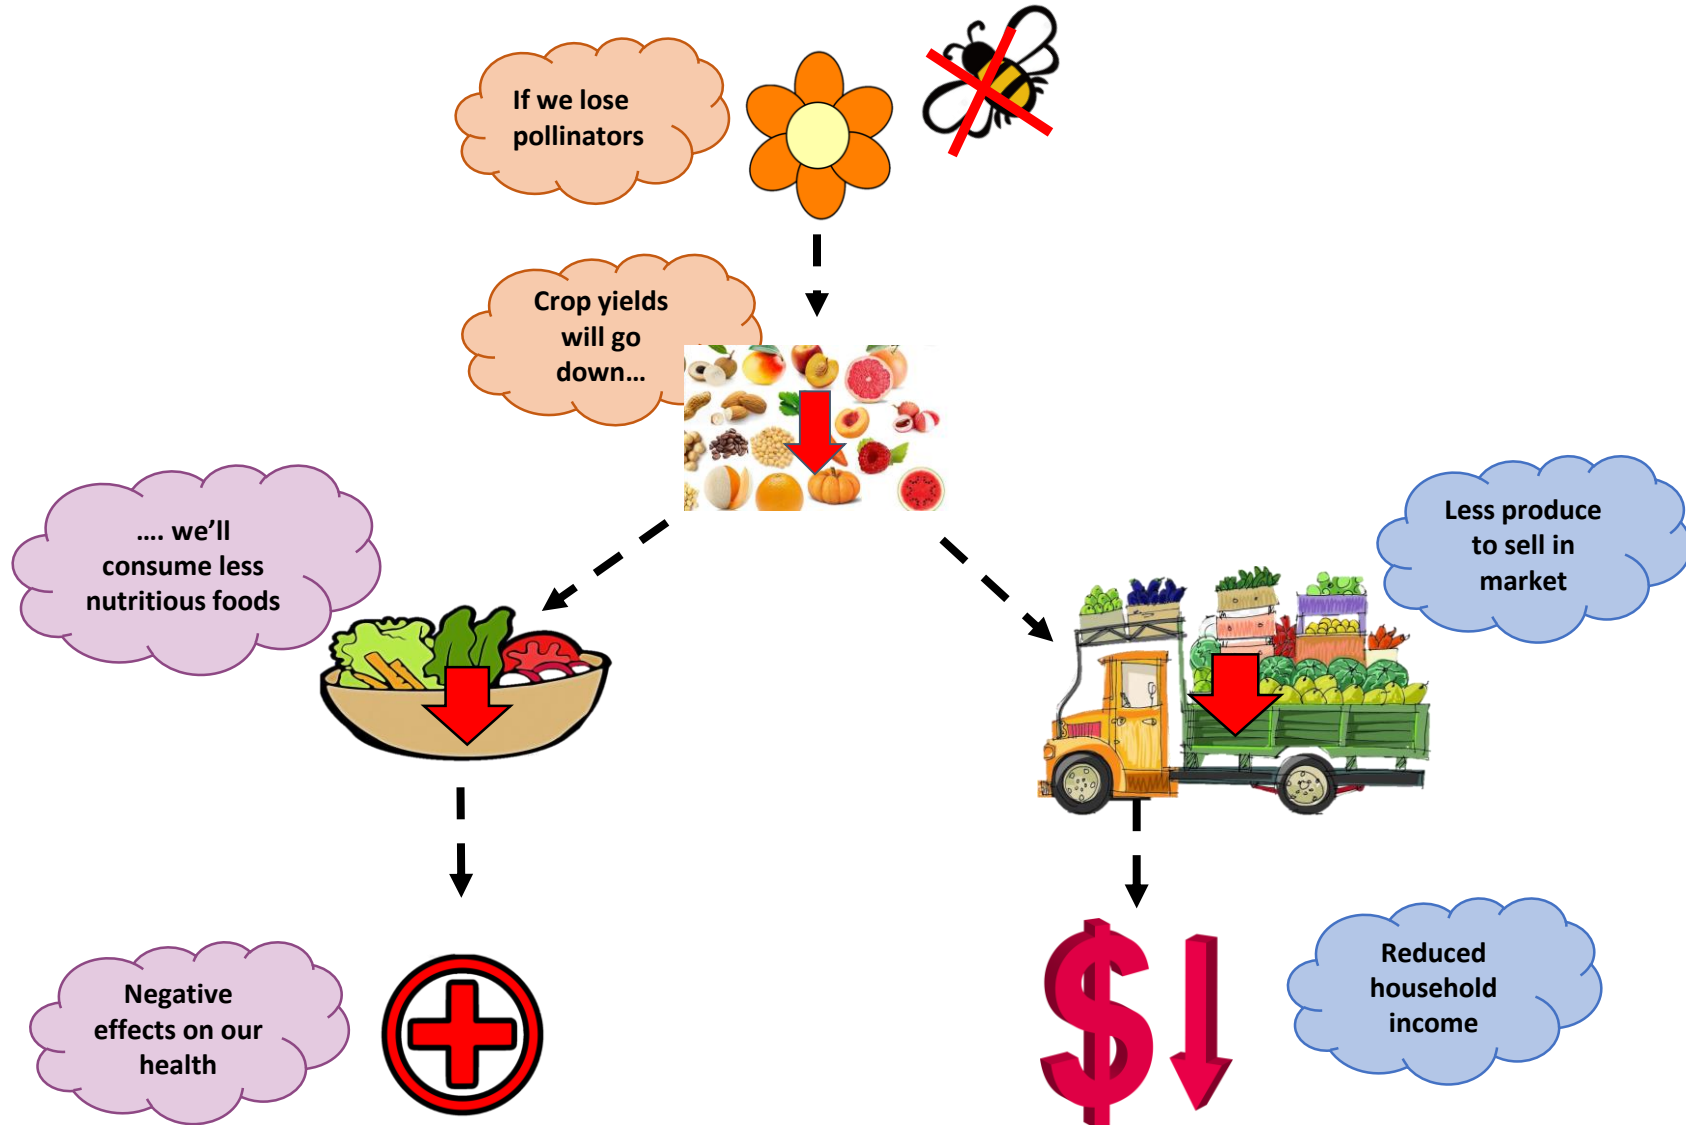 If we lose
pollinators
Crop yields
will go
down…
…. we’ll
consume less
nutritious foods
Less produce
to sell in
market
Negative
effects on our
health
$
Reduced
household
income